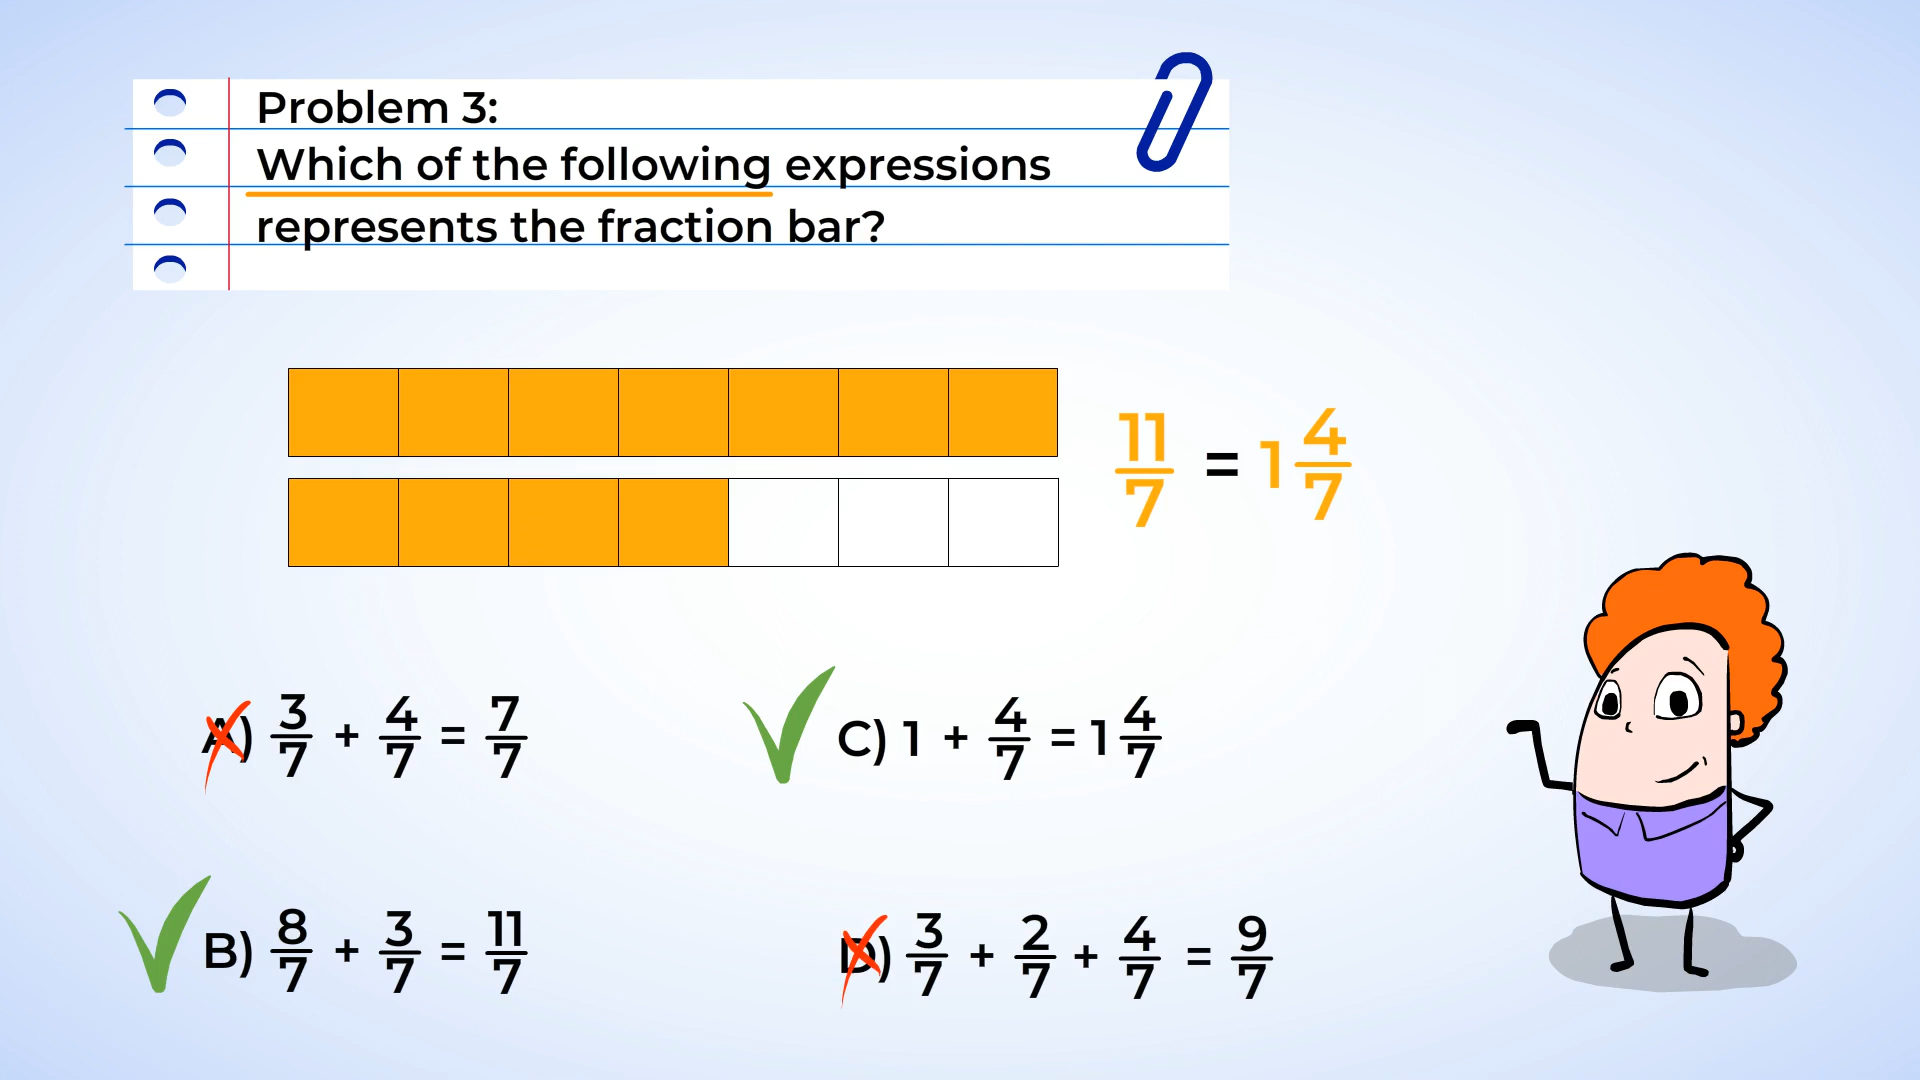 Problem 3:
Which of the following expressions
represents the fraction bar?
11/7 = 1 4/7
A) 3/7 + 4/7 = 7/7
C) 1 + 4/7 = 1 4/7
B) 8/7 + 3/7 = 11/7
D) 3/7 + 2/7 + 4/7 = 9/7